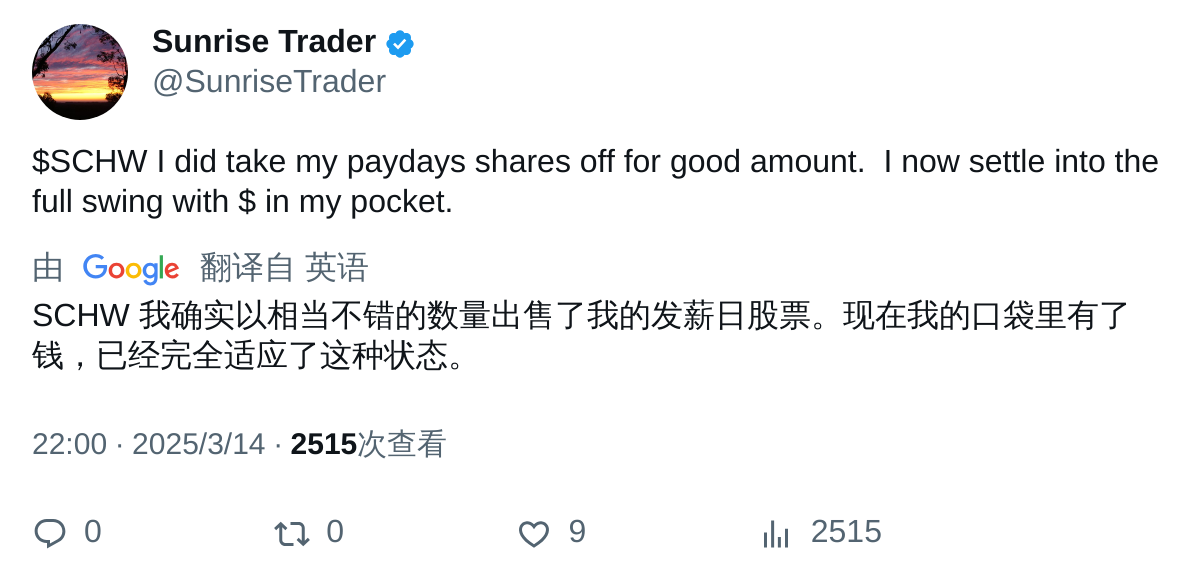 Sunrise Trader
@SunriseTrader
$SCHW I did take my paydays shares off for good amount.  I now settle into the
full swing with $ in my pocket.
由 Google 翻译自 英语
SCHW 我确实以相当不错的数量出售了我的发薪日股票。现在我的口袋里有了
钱，已经完全适应了这种状态。
22:00 · 2025/3/14 · 2515次查看
0 0 9 2515